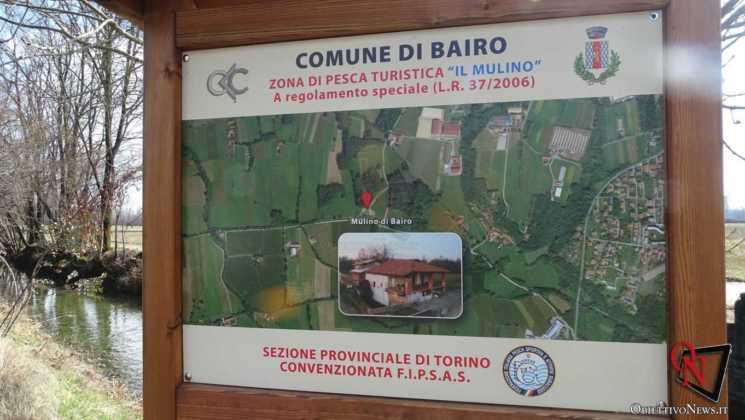 COMUNE DI BAIRO
ZONA DI PESCA TURISTICA "IL MULINO"
A regolamento speciale (L.R. 37/2006)
Mulino di Bairo
SEZIONE PROVINCIALE DI TORINO
CONVENZIONATA F.I.P.S.A.S.
ON
OBIETTIVONEWS.IT